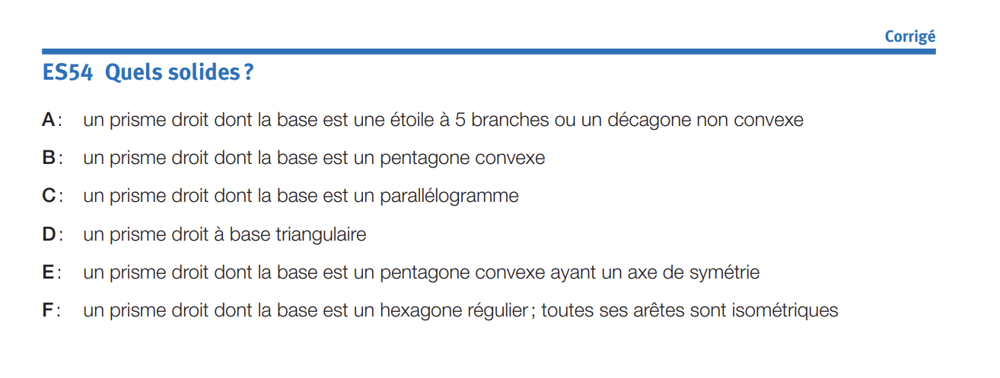 Corrigé
ES54 Quels solides ?
A : un prisme droit dont la base est une étoile à 5 branches ou un décagone non convexe
B : un prisme droit dont la base est un pentagone convexe
C : un prisme droit dont la base est un parallélogramme
D : un prisme droit à base triangulaire
E : un prisme droit dont la base est un pentagone convexe ayant un axe de symétrie
F : un prisme droit dont la base est un hexagone régulier ; toutes ses arêtes sont isométriques